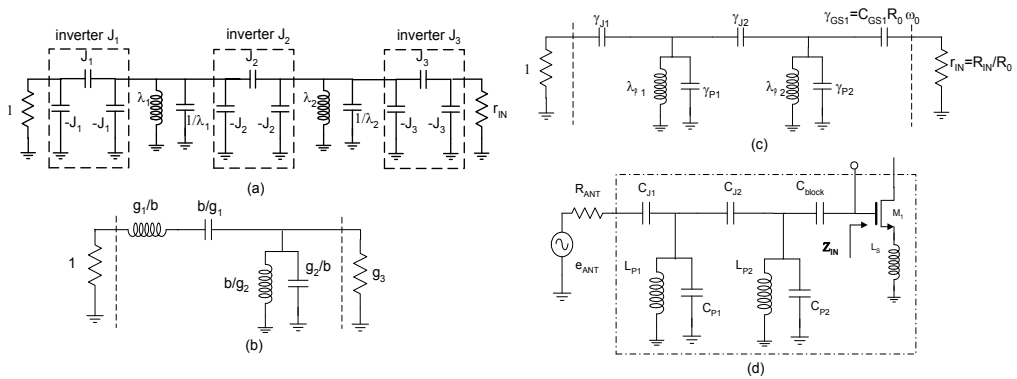 inverter J1
inverter J2
inverter J3
J1
J2
J3
1
-J1
-J1
λ1
1/λ1
-J2
-J2
λ2
1/λ2
-J3
-J3
rIN
(a)
g1/b
b/g1
1
b/g2
g2/b
g3
(b)
γJ1
γJ2
γGS1=CGS1R0 ω0
1
γP1
γP2
rIN=RIN/R0
(c)
RANT
CJ1
CJ2
Cblock
M1
ZIN
LS
eANT
LP1
CP1
LP2
CP2
(d)